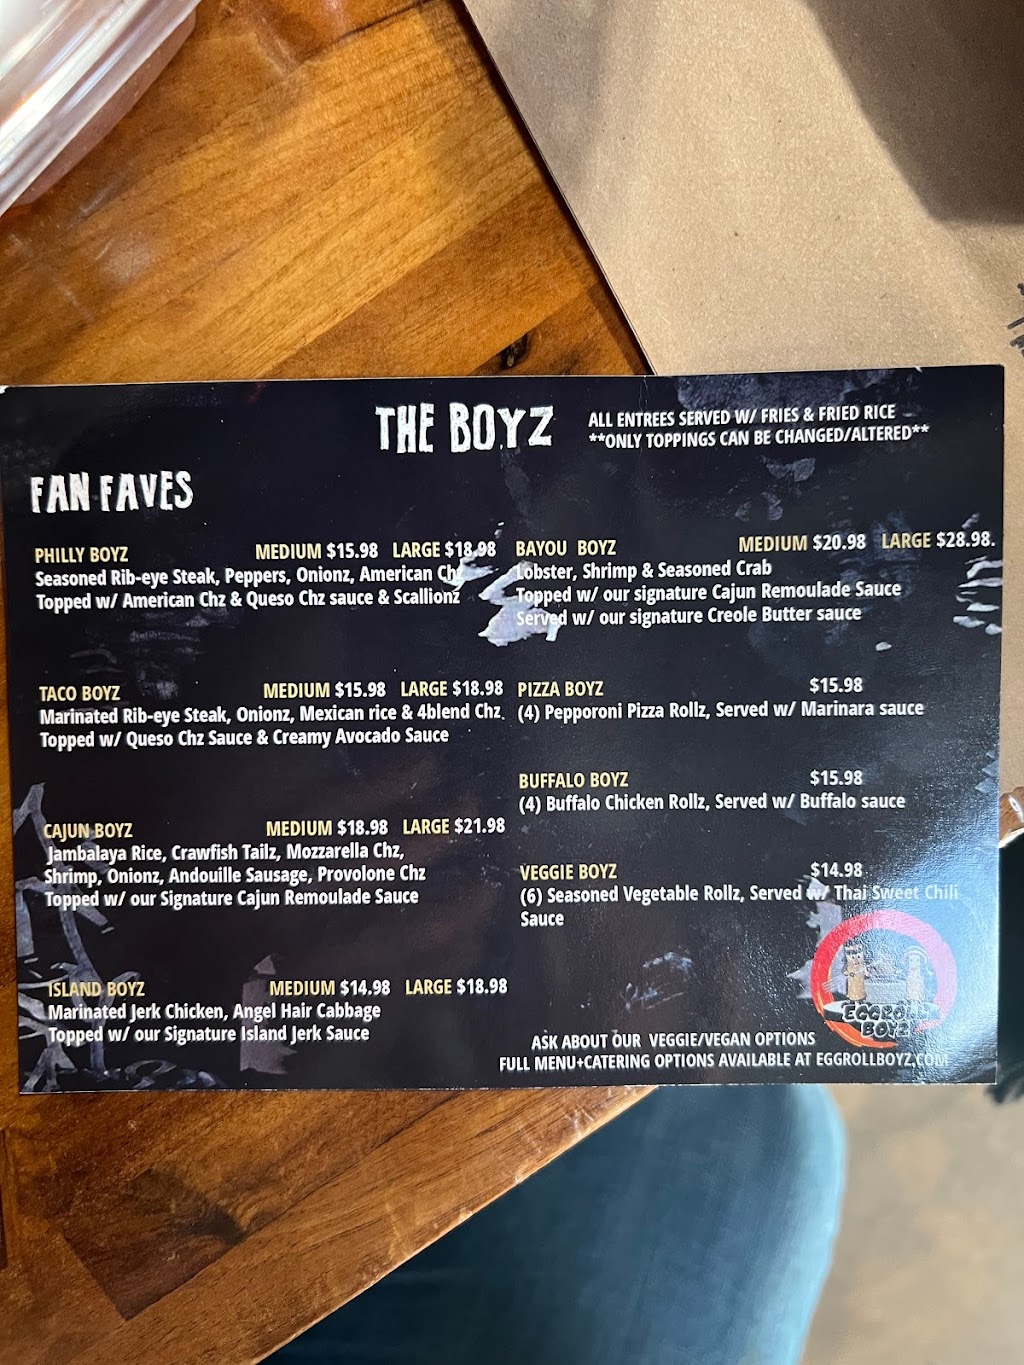 THE BOYZ
ALL ENTREES SERVED W/ FRIES & FRIED RICE
**ONLY TOPPINGS CAN BE CHANGED/ALTERED**
FAN FAVES
PHILLY BOYZ MEDIUM $15.98 LARGE $18.98
Seasoned Rib-eye Steak, Peppers, Onionz, American Chz
Topped w/ American Chz & Queso Chz sauce & Scallionz
TACO BOYZ MEDIUM $15.98 LARGE $18.98
Marinated Rib-eye Steak, Onionz, Mexican rice & 4blend Chz.
Topped w/ Queso Chz Sauce & Creamy Avocado Sauce
CAJUN BOYZ MEDIUM $18.98 LARGE $21.98
Jambalaya Rice, Crawfish Tailz, Mozzarella Chz,
Shrimp, Onionz, Andouille Sausage, Provolone Chz
Topped w/ our Signature Cajun Remoulade Sauce
ISLAND BOYZ MEDIUM $14.98 LARGE $18.98
Marinated Jerk Chicken, Angel Hair Cabbage
Topped w/ our Signature Island Jerk Sauce
BAYOU BOYZ MEDIUM $20.98 LARGE $28.98.
Lobster, Shrimp & Seasoned Crab
Topped w/ our signature Cajun Remoulade Sauce
Served w/ our signature Creole Butter sauce
PIZZA BOYZ $15.98
(4) Pepporoni Pizza Rollz, Served w/ Marinara sauce
BUFFALO BOYZ $15.98
(4) Buffalo Chicken Rollz, Served w/ Buffalo sauce
VEGGIE BOYZ $14.98
(6) Seasoned Vegetable Rollz, Served w/ Thai Sweet Chili
Sauce
EGGROLL
BOYZ
ASK ABOUT OUR VEGGIE/VEGAN OPTIONS
FULL MENU+CATERING OPTIONS AVAILABLE AT EGGROLLBOYZ.COM